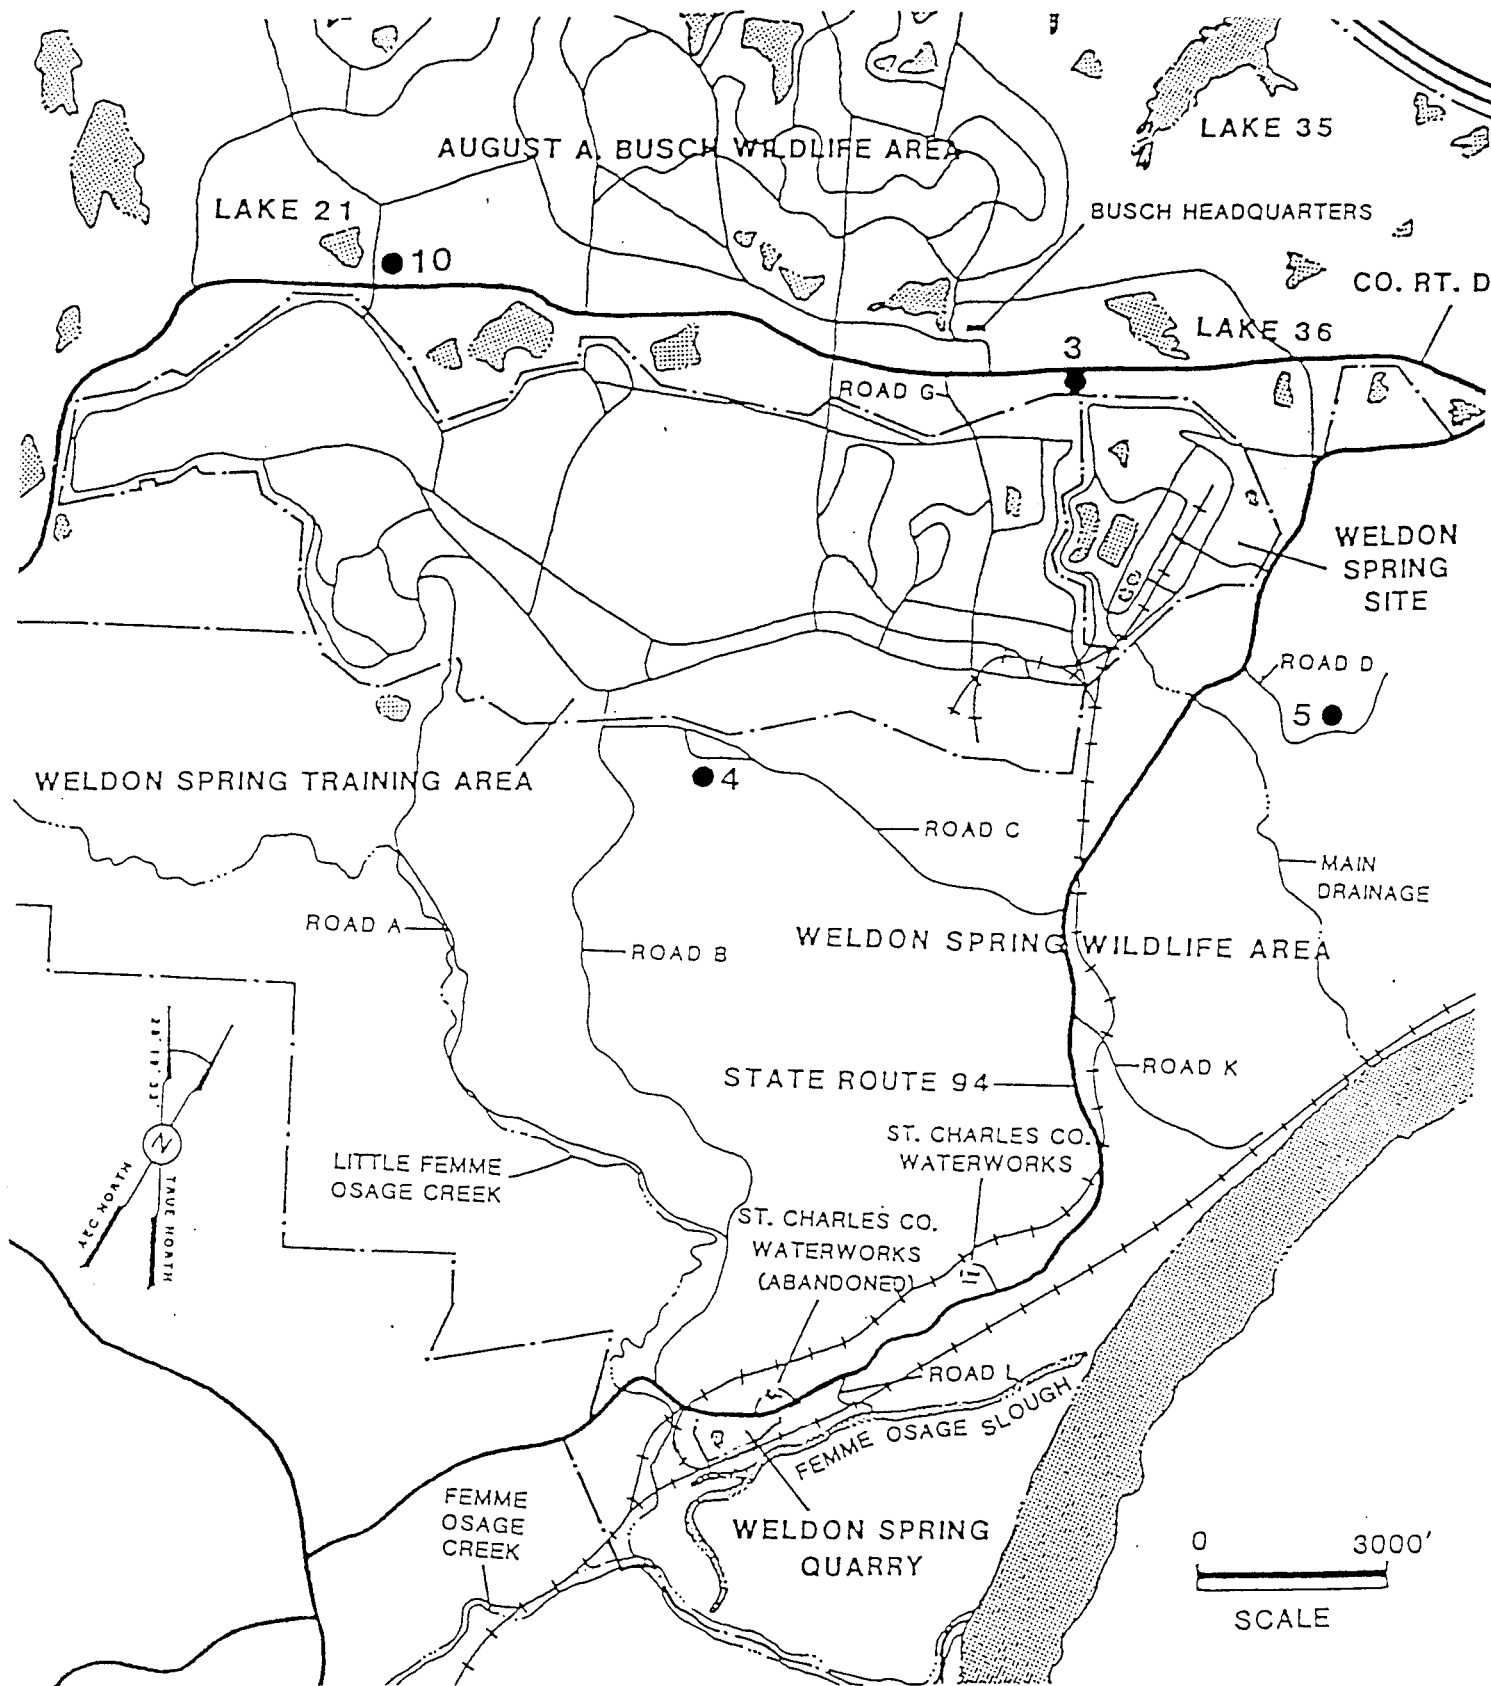 LAKE 35
AUGUST A. BUSCH WILDLIFE AREA
LAKE 21
BUSCH HEADQUARTERS
10
CO. RT. D
LAKE 36
3
ROAD G
WELDON
SPRING
SITE
ROAD D
5
WELDON SPRING TRAINING AREA
4
ROAD C
MAIN
DRAINAGE
ROAD A
ROAD B
WELDON SPRING WILDLIFE AREA
STATE ROUTE 94
ROAD K
ST. CHARLES CO.
WATERWORKS
N
TRUE NORTH
LITTLE FEMME
OSAGE CREEK
ST. CHARLES CO.
WATERWORKS
(ABANDONED)
ROAD L
FEMME OSAGE SLOUGH
FEMME
OSAGE
CREEK
WELDON SPRING
QUARRY
0 3000'
SCALE